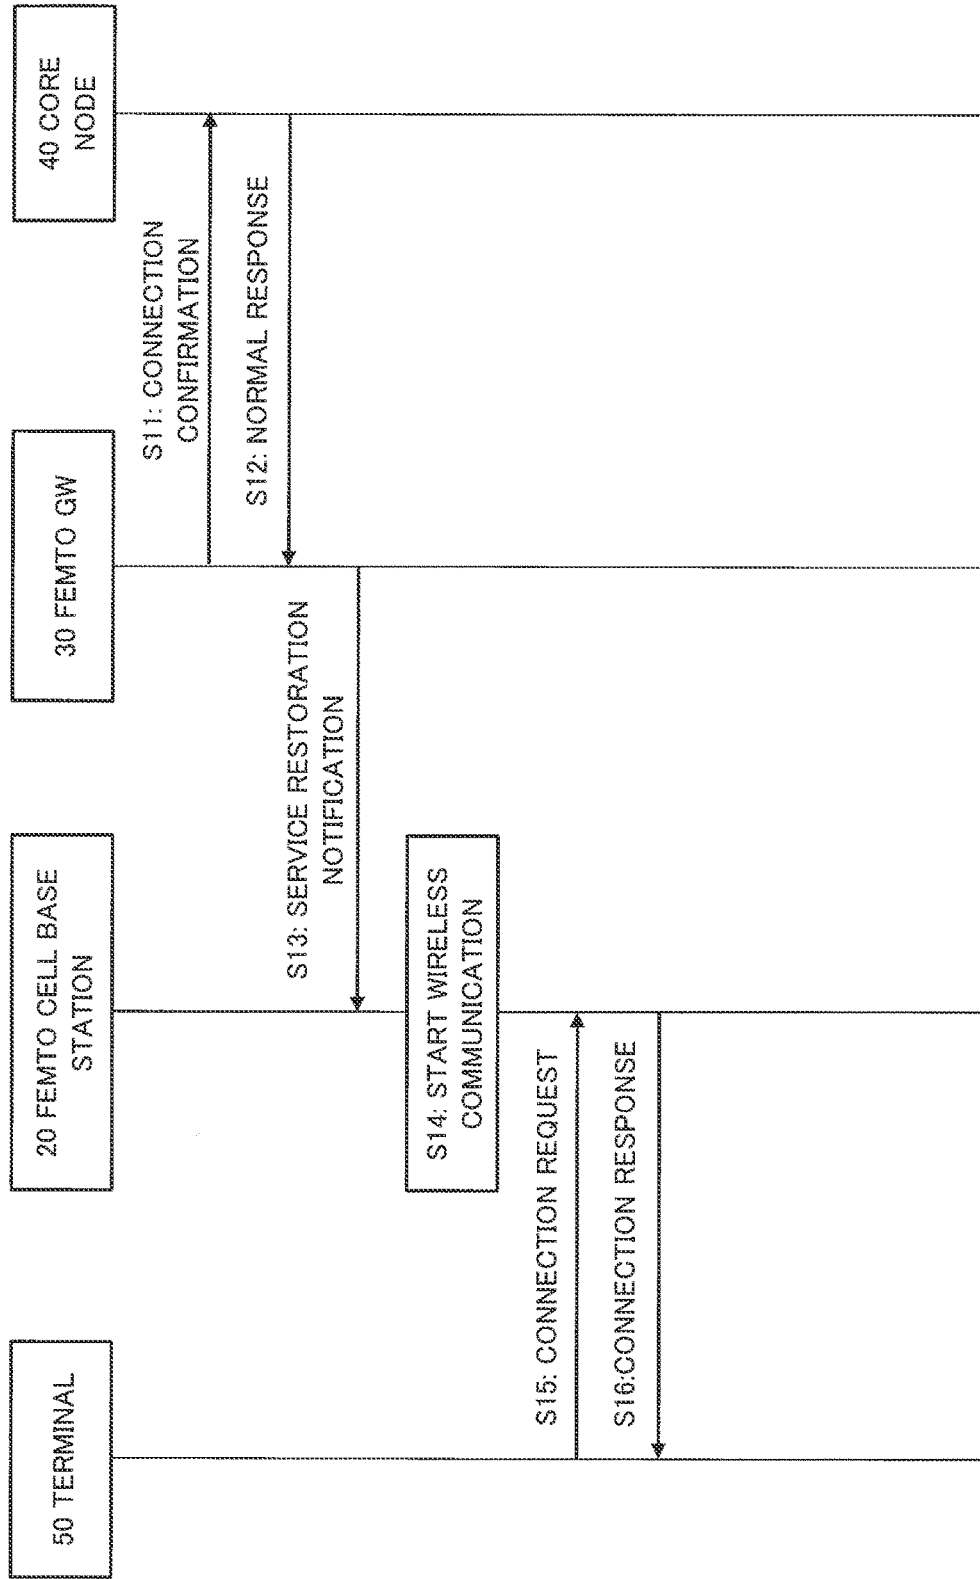 50 TERMINAL
20 FEMTO CELL BASE
STATION
30 FEMTO GW
40 CORE
NODE
S11: CONNECTION
CONFIRMATION
S12: NORMAL RESPONSE
S13: SERVICE RESTORATION
NOTIFICATION
S14: START WIRELESS
COMMUNICATION
S15: CONNECTION REQUEST
S16:CONNECTION RESPONSE